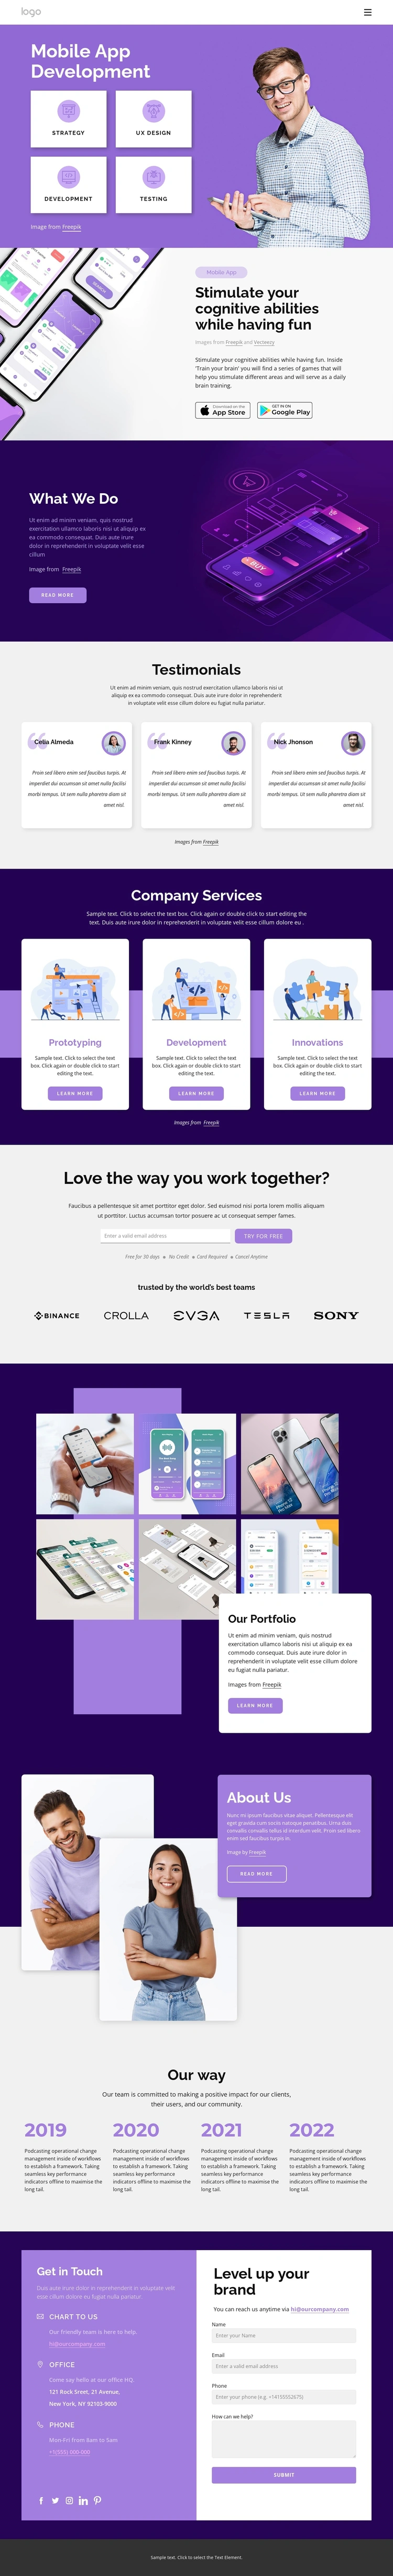 logo
Mobile App
Development
STRATEGY
UX DESIGN
DEVELOPMENT
TESTING
Image from Freepik
Mobile App
Stimulate your
cognitive abilities
while having fun
Images from Freepik and Vecteezy
Stimulate your cognitive abilities while having fun. Inside
'Train your brain' you will find a series of games that will
help you stimulate different areas and will serve as a daily
brain training.
Download on the
App Store
GET IN ON
Google Play
What We Do
Ut enim ad minim veniam, quis nostrud
exercitation ullamco laboris nisi ut aliquip ex
ea commodo consequat. Duis aute irure
dolor in reprehenderit in voluptate velit esse
cillum
Image from Freepik
READ MORE
BUY
Testimonials
Ut enim ad minim veniam, quis nostrud exercitation ullamco laboris nisi ut
aliquip ex ea commodo consequat. Duis aute irure dolor in reprehenderit
in voluptate velit esse cillum dolore eu fugiat nulla pariatur.
Celia Almeda
Proin sed libero enim sed faucibus turpis. At
imperdiet dui accumsan sit amet nulla facilisi
morbi tempus. Ut sem nulla pharetra diam sit
amet nisl.
Frank Kinney
Proin sed libero enim sed faucibus turpis. At
imperdiet dui accumsan sit amet nulla facilisi
morbi tempus. Ut sem nulla pharetra diam sit
amet nisl.
Nick Jhonson
Proin sed libero enim sed faucibus turpis. At
imperdiet dui accumsan sit amet nulla facilisi
morbi tempus. Ut sem nulla pharetra diam sit
amet nisl.
Images from Freepik
Company Services
Sample text. Click to select the text box. Click again or double click to start editing the
text. Duis aute irure dolor in reprehenderit in voluptate velit esse cillum dolore eu .
Prototyping
Sample text. Click to select the text
box. Click again or double click to start
editing the text.
LEARN MORE
Development
Sample text. Click to select the text
box. Click again or double click to start
editing the text.
LEARN MORE
Innovations
Sample text. Click to select the text
box. Click again or double click to start
editing the text.
LEARN MORE
Images from Freepik
Love the way you work together?
Faucibus a pellentesque sit amet porttitor eget dolor. Sed euismod nisi porta lorem mollis aliquam
ut porttitor. Luctus accumsan tortor posuere ac ut consequat semper fames.
Enter a valid email address
TRY FOR FREE
Free for 30 days ● No Credit ● Card Required ● Cancel Anytime
trusted by the world's best teams
BINANCE
CROLLA
EVGA
TESLA
SONY
Our Portfolio
Ut enim ad minim veniam, quis nostrud
exercitation ullamco laboris nisi ut aliquip ex ea
commodo consequat. Duis aute irure dolor in
reprehenderit in voluptate velit esse cillum dolore
eu fugiat nulla pariatur.
Images from Freepik
LEARN MORE
About Us
Nunc mi ipsum faucibus vitae aliquet. Pellentesque elit
eget gravida cum sociis natoque penatibus. Urna duis
convallis convallis tellus id interdum velit. Proin sed libero
enim sed faucibus turpis in
Image by Freepik
READ MORE
Our way
Our team is committed to making a positive impact for our clients,
their users, and our community.
2019
Podcasting operational change
management inside of workflows
to establish a framework. Taking
seamless key performance
indicators offline to maximise the
long tail.
2020
Podcasting operational change
management inside of workflows
to establish a framework. Taking
seamless key performance
indicators offline to maximise the
long tail.
2021
Podcasting operational change
management inside of workflows
to establish a framework. Taking
seamless key performance
indicators offline to maximise the
long tail.
2022
Podcasting operational change
management inside of workflows
to establish a framework. Taking
seamless key performance
indicators offline to maximise the
long tail.
Get in Touch
Duis aute irure dolor in reprehenderit in voluptate velit
esse cillum dolore eu fugiat nulla pariatur.
CHART TO US
Our friendly team is here to help.
hi@ourcompany.com
OFFICE
Come say hello at our office HQ.
121 Rock Sreet, 21 Avenue,
New York, NY 92103-9000
PHONE
Mon-Fri from 8am to 5am
+1(555) 000-000
Level up your
brand
You can reach us anytime via hi@ourcompany.com
Name
Enter your Name
Email
Enter a valid email address
Phone
Enter your phone (e.g. +14155552675)
How can we help?
SUBMIT
Sample text. Click to select the Text Element.